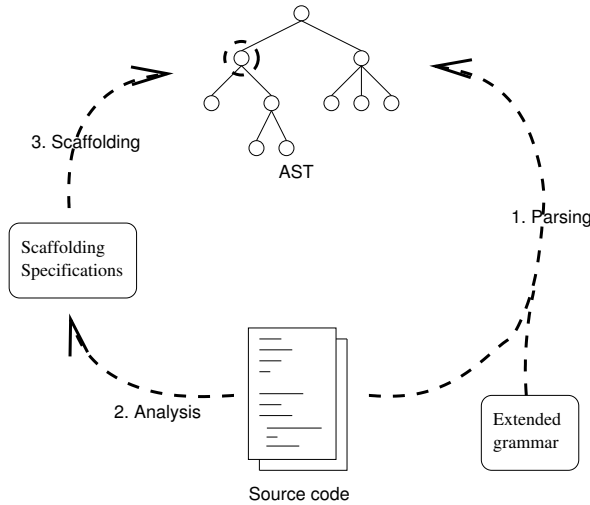 AST
3. Scaffolding
1. Parsing
Scaffolding
Specifications
2. Analysis
Extended
grammar
Source code